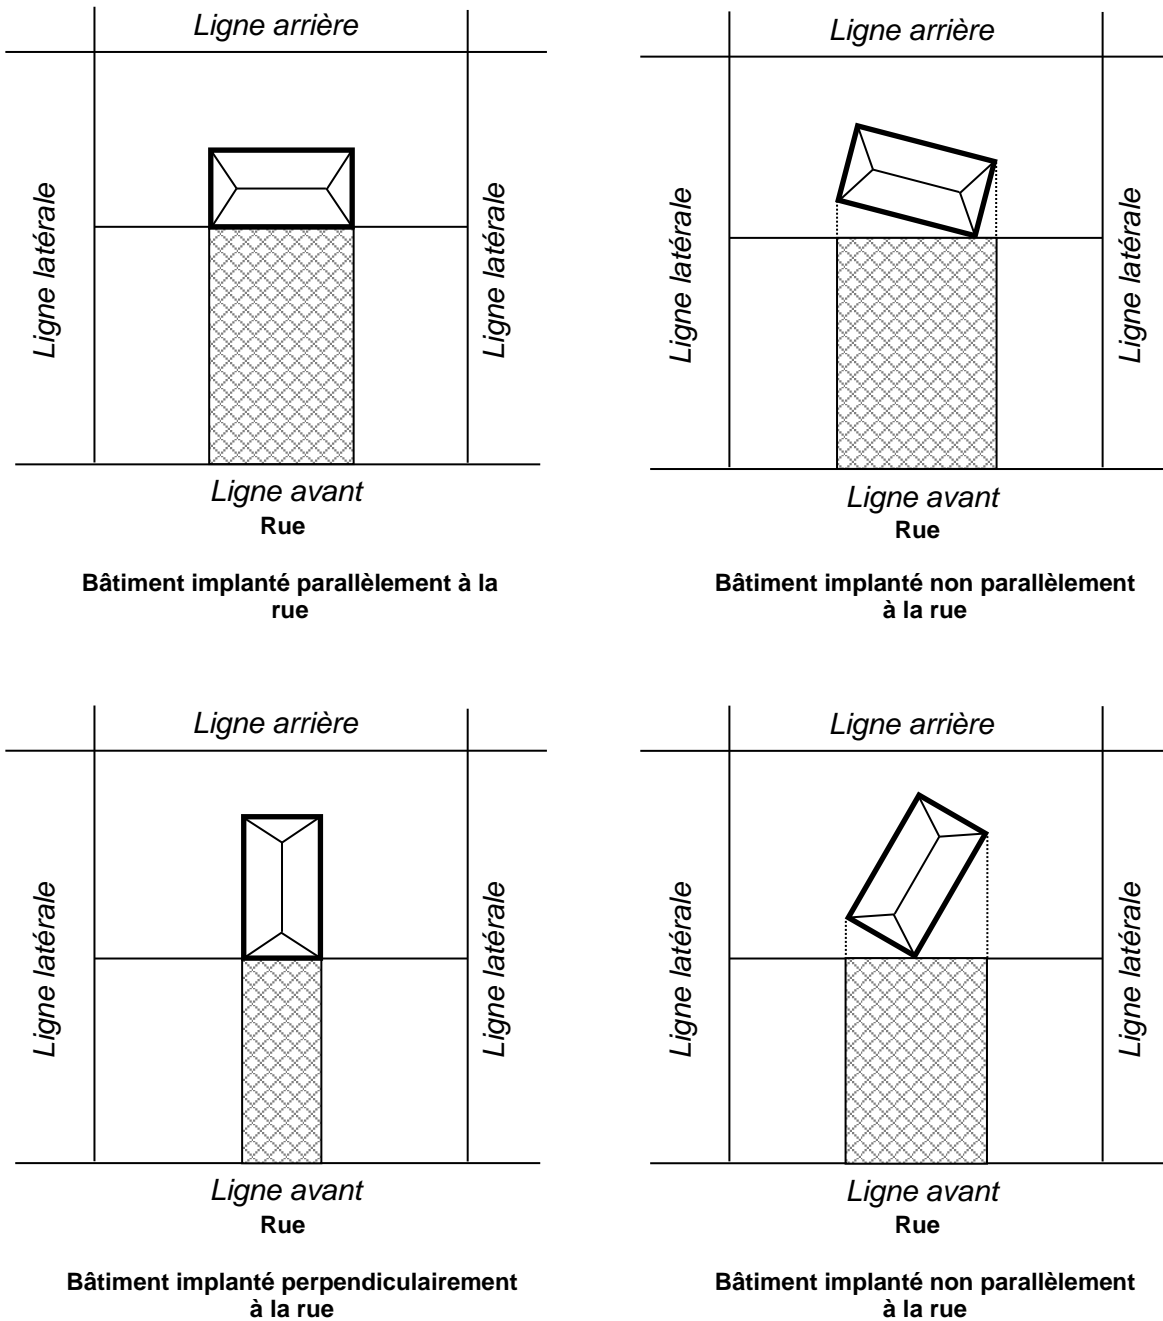 Ligne arrière
Ligne latérale
Ligne latérale
Ligne avant
Rue
Bâtiment implanté parallèlement à la
rue
Ligne arrière
Ligne latérale
Ligne latérale
Ligne avant
Rue
Bâtiment implanté non parallèlement
à la rue
Ligne arrière
Ligne latérale
Ligne latérale
Ligne avant
Rue
Bâtiment implanté perpendiculairement
à la rue
Ligne arrière
Ligne latérale
Ligne latérale
Ligne avant
Rue
Bâtiment implanté non parallèlement
à la rue